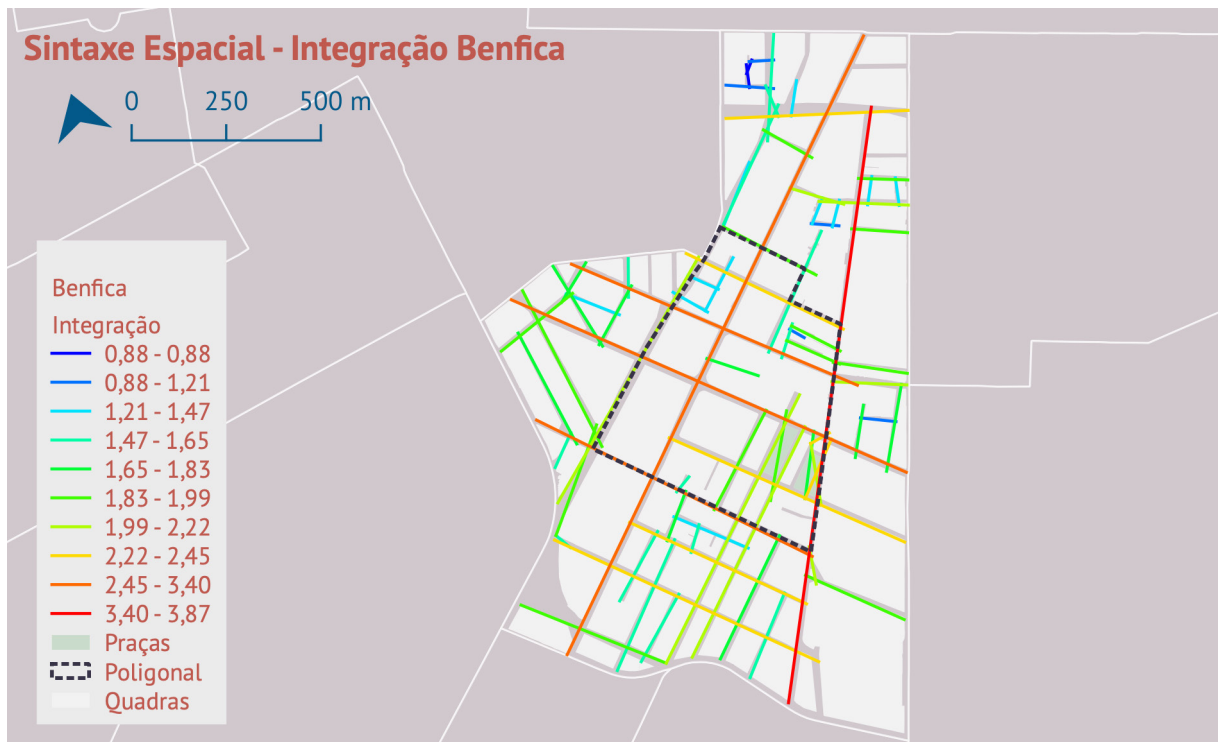 Sintaxe Espacial - Integração Benfica
0 250 500 m
Benfica
Integração
0,88 - 0,88
0,88 - 1,21
1,21 - 1,47
1,47 - 1,65
1,65 - 1,83
1,83 - 1,99
1,99 - 2,22
2,22 - 2,45
2,45 - 3,40
3,40 - 3,87
Praças
Poligonal
Quadras